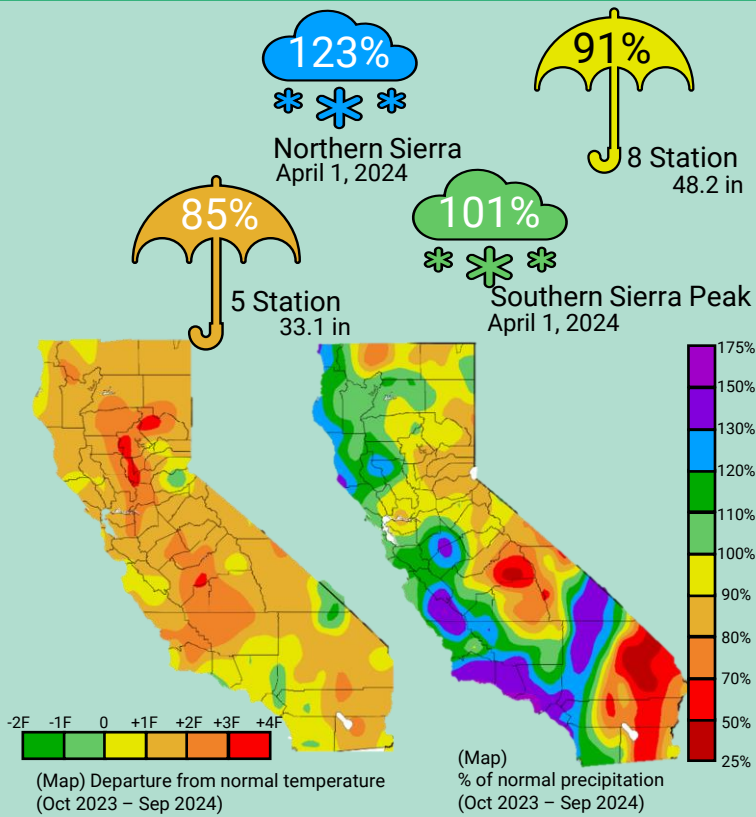 123%
Northern Sierra
April 1, 2024
91%
8 Station
48.2 in
85%
5 Station
33.1 in
101%
Southern Sierra Peak
April 1, 2024
-2F -1F 0 +1F +2F +3F +4F
(Map) Departure from normal temperature
(Oct 2023 – Sep 2024)
175%
150%
130%
120%
110%
100%
90%
80%
70%
50%
25%
(Map)
% of normal precipitation
(Oct 2023 – Sep 2024)